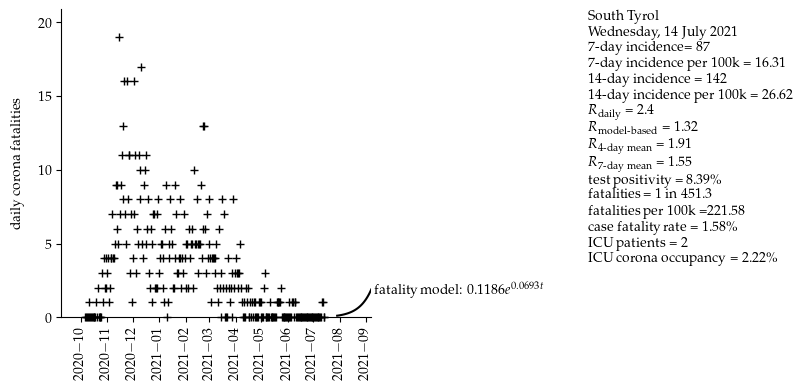 South Tyrol
Wednesday, 14 July 2021
7-day incidence= 87
7-day incidence per 100k = 16.31
14-day incidence = 142
14-day incidence per 100k = 26.62
R_daily = 2.4
R_model-based = 1.32
R_4-day mean = 1.91
R_7-day mean = 1.55
test positivity = 8.39%
fatalities = 1 in 451.3
fatalities per 100k =221.58
case fatality rate = 1.58%
ICU patients = 2
ICU corona occupancy = 2.22%
daily corona fatalities
20
15
10
5
0
fatality model: 0.1186e^0.0693t
2020−10
2020−11
2020−12
2021−01
2021−02
2021−03
2021−04
2021−05
2021−06
2021−07
2021−08
2021−09